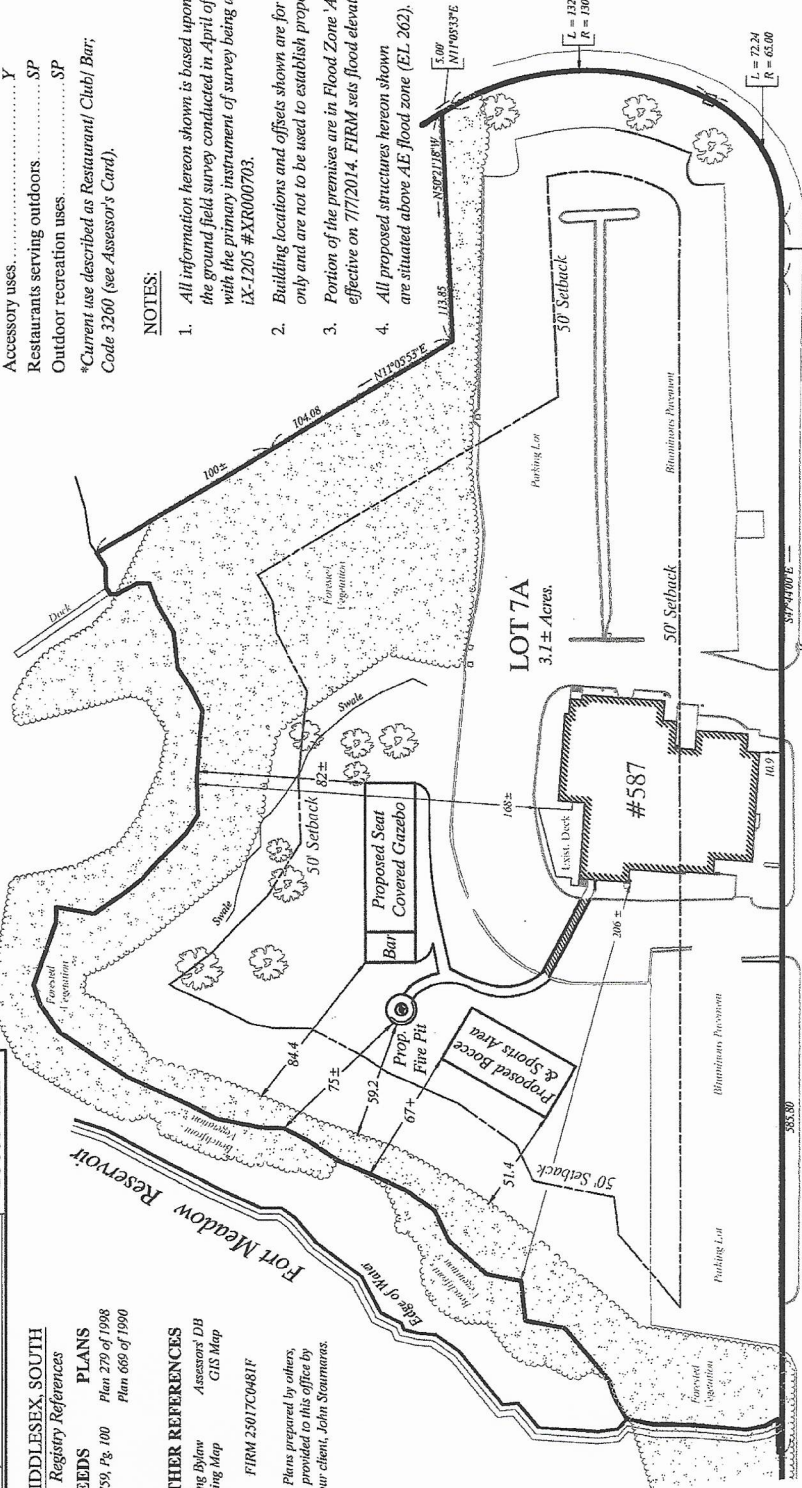 Accessory uses....................Y
Restaurants serving outdoors.......SP
Outdoor recreation uses............SP
*Current use described as Restaurant/ Club/ Bar;
Code 3260 (see Assessor's Card).
NOTES:
1. All information hereon shown is based upon
the ground field survey conducted in April of
with the primary instrument of survey being a
iX-1205 #XR000703.
2. Building locations and offsets shown are for
only and are not to be used to establish
3. Portion of the premises are in Flood Zone
effective on 7/7/2014. FIRM sets flood
4. All proposed structures hereon shown
are situated above AE flood zone (EL 262).
IDDLESEX, SOUTH
Registry References
EEDS PLANS
59, Pg. 100 Plan 279 of 1998
Plan 669 of 1990
THER REFERENCES
ng Bylaw Assessors' DB
ning Map GIS Map
FIRM 25017C0481F
Plans prepared by others,
provided to this office by
our client, John Stoumaras.
Fort Meadow Reservoir
Edge of Water
Dock
Forested Vegetation
Benchfront Vegetation
Benchfront Vegetation
Forested Vegetation
Forested Vegetation
Swale
Swale
50' Setback
50' Setback
50' Setback
50' Setback
82±
84.4
75±
59.2
67+
51.4
168±
206 ±
Proposed Seat
Covered Gazebo
Bar
Prop.
Fire Pit
Proposed Bocce
& Sports Area
Exist. Deck
#587
10.9
LOT 7A
3.1± Acres.
Parking Lot
Bituminous Pavement
Parking Lot
Bituminous Pavement
100±
104.08
N11°05'53"E
113.85
N50°21'18"W
5.00'
N11°05'33"E
L = 132
R = 130
L = 72.24
R = 65.00
S47°44'00"E
585.80